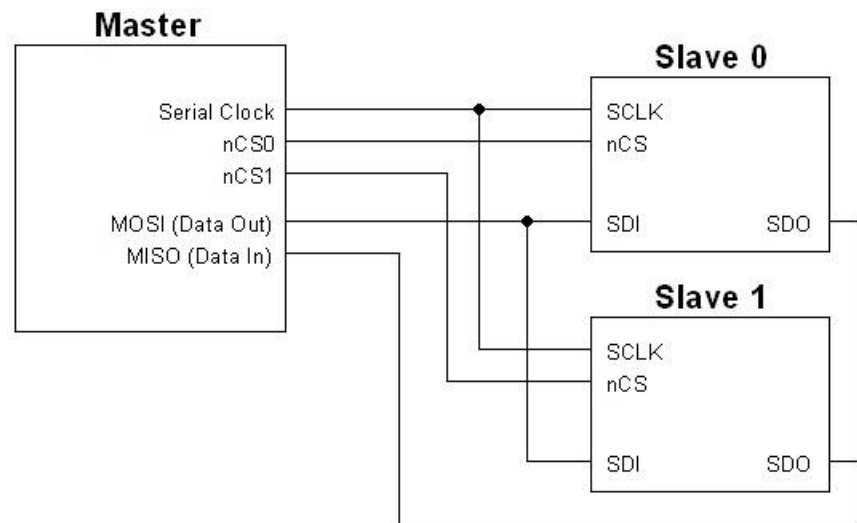 Master
Serial Clock
nCS0
nCS1
MOSI (Data Out)
MISO (Data In)
Slave 0
SCLK
nCS
SDI SDO
Slave 1
SCLK
nCS
SDI SDO